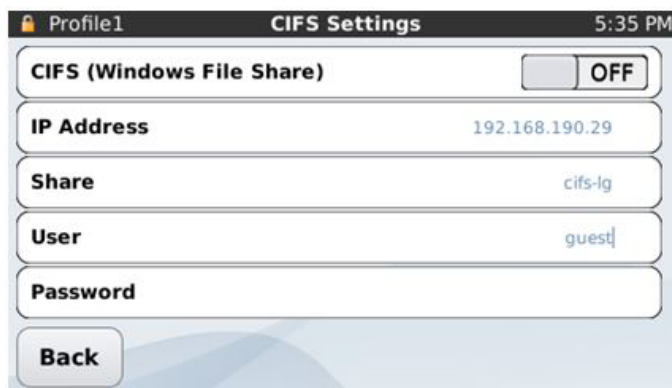 Profile1 CIFS Settings 5:35 PM
CIFS (Windows File Share) OFF
IP Address 192.168.190.29
Share cifs-lg
User guest
Password
Back